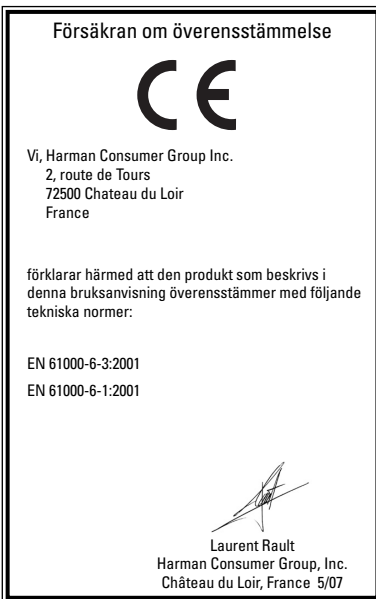 Försäkran om överensstämmelse
CE
Vi, Harman Consumer Group Inc.
2, route de Tours
72500 Chateau du Loir
France
förklarar härmed att den produkt som beskrivs i
denna bruksanvisning överensstämmer med följande
tekniska normer:
EN 61000-6-3:2001
EN 61000-6-1:2001
Laurent Rault
Harman Consumer Group, Inc.
Château du Loir, France 5/07